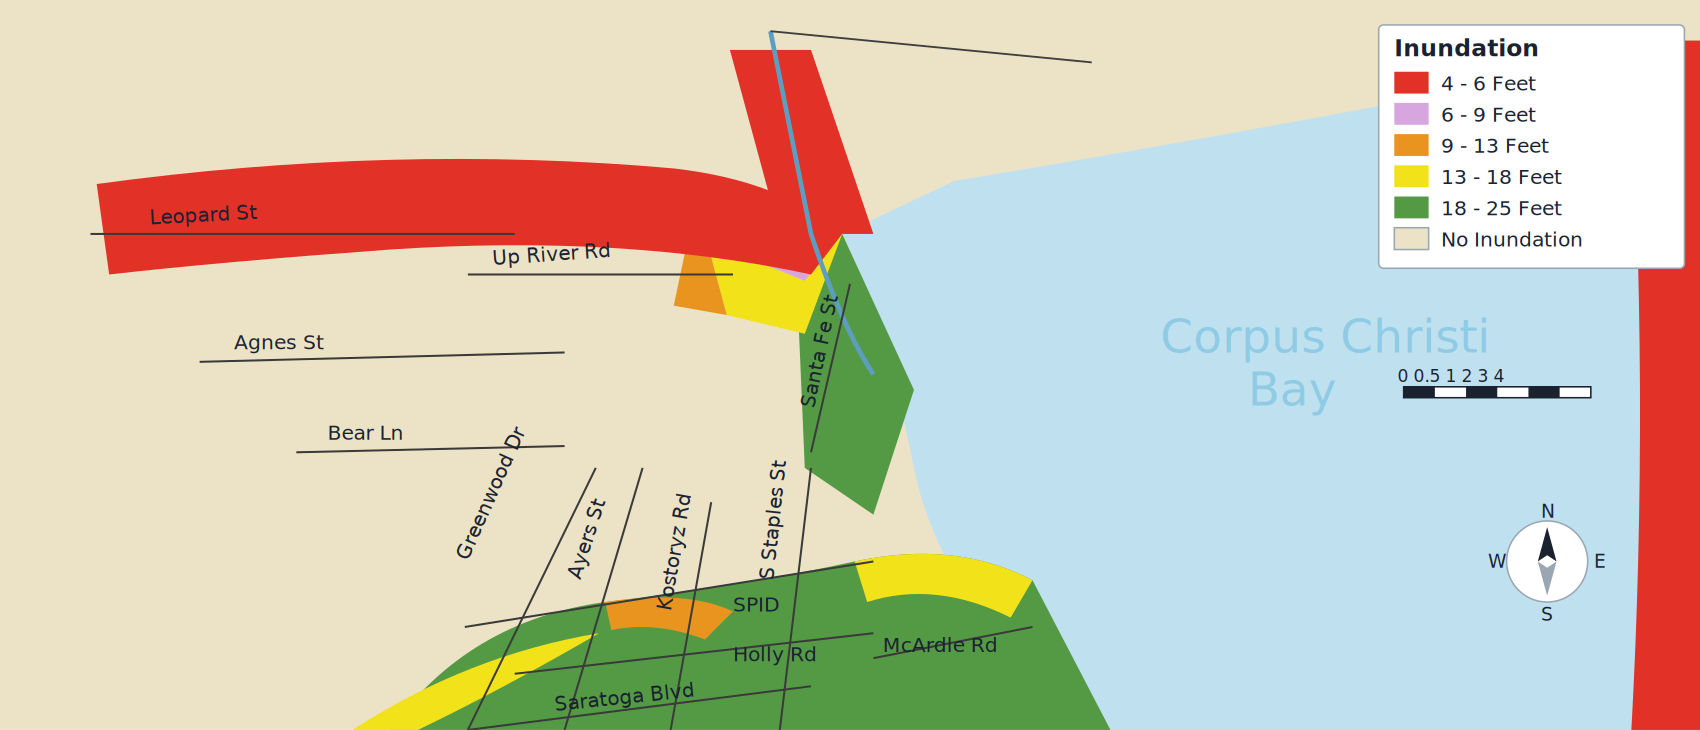 Inundation
4 - 6 Feet
6 - 9 Feet
9 - 13 Feet
13 - 18 Feet
18 - 25 Feet
No Inundation
Leopard St
Up River Rd
Agnes St
Santa Fe St
Corpus Christi
Bay
0 0.5 1 2 3 4
Bear Ln
Greenwood Dr
Ayers St
Kostoryz Rd
S Staples St
N
W
E
S
SPID
McArdle Rd
Holly Rd
Saratoga Blvd